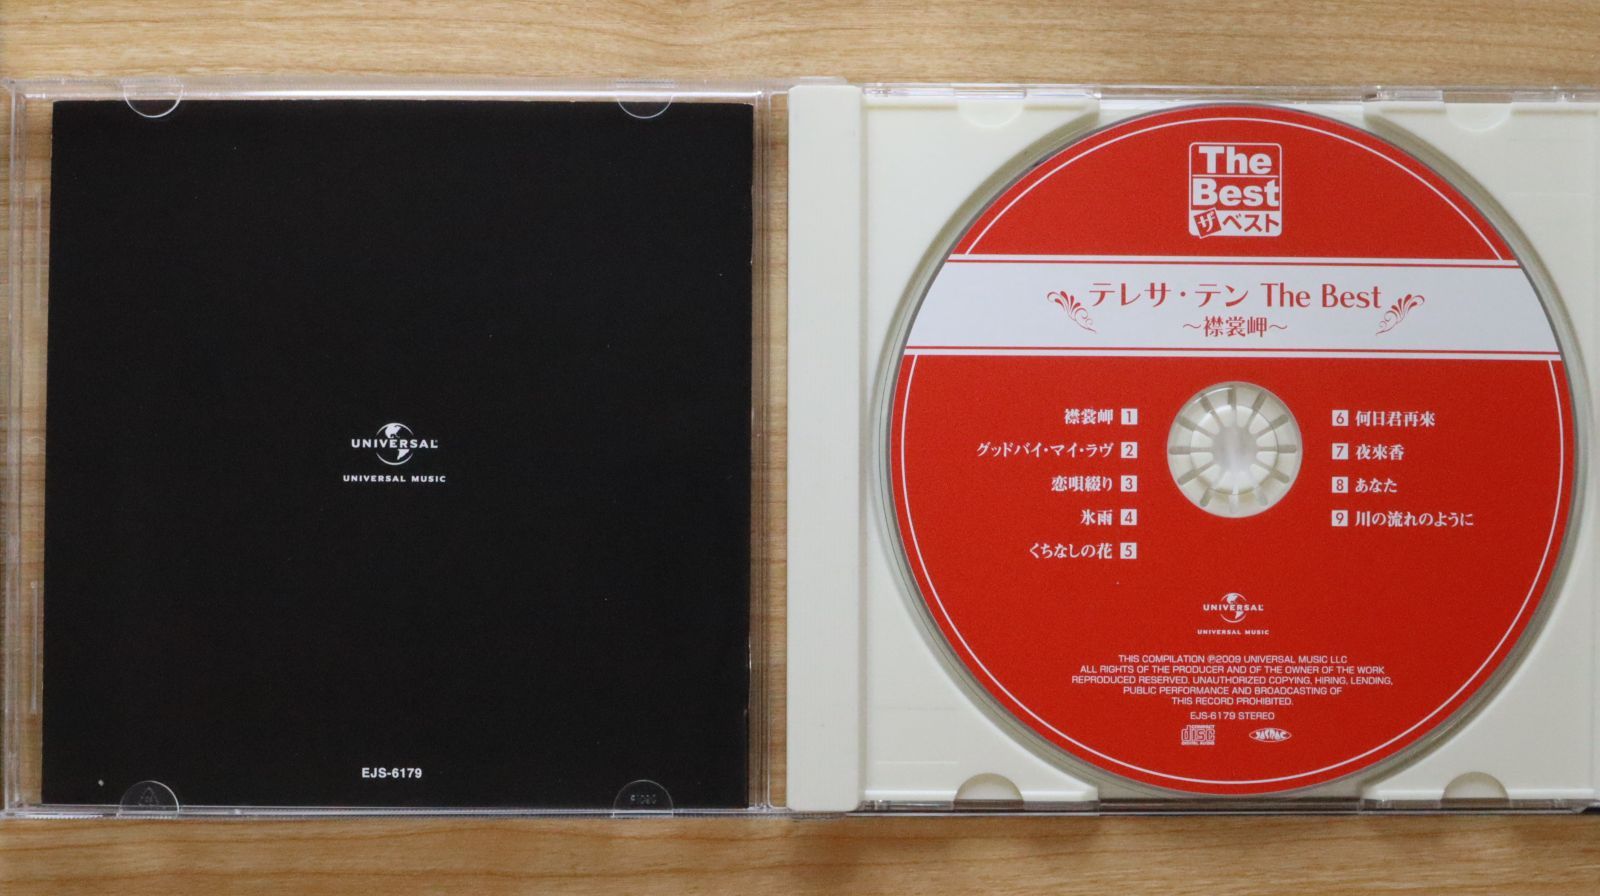 UNIVERSAL
UNIVERSAL MUSIC
EJS-6179
The
Best
ザベスト
テレサ・テン The Best
～襟裳岬～
襟裳岬 1
グッドバイ・マイ・ラヴ 2
恋唄綴り 3
氷雨 4
くちなしの花 5
6 何日君再來
7 夜來香
8 あなた
9 川の流れのように
UNIVERSAL
UNIVERSAL MUSIC
THIS COMPILATION ℗2009 UNIVERSAL MUSIC LLC
ALL RIGHTS OF THE PRODUCER AND OF THE OWNER OF THE WORK
REPRODUCED RESERVED. UNAUTHORIZED COPYING, HIRING, LENDING,
PUBLIC PERFORMANCE AND BROADCASTING OF
THIS RECORD PROHIBITED.
EJS-6179 STEREO
COMPACT
disc
DIGITAL AUDIO
JASRAC